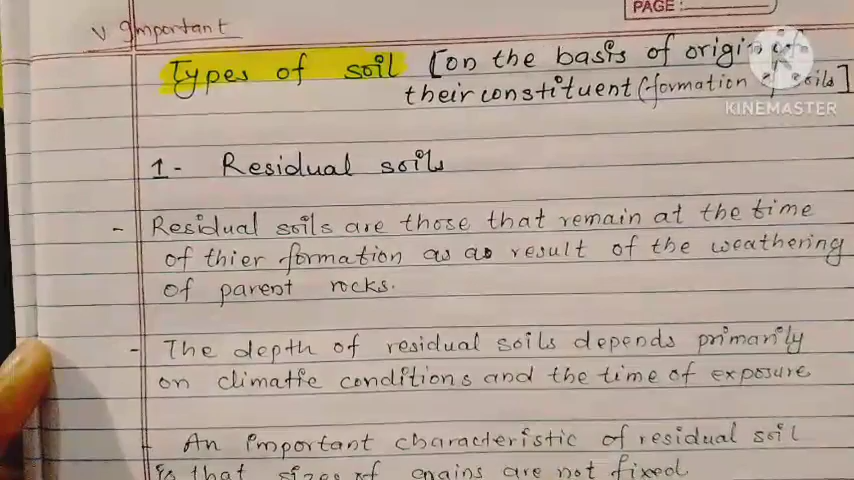 PAGE:
v Important
Types of soil [on the basis of origin of
their constituent (formation of soils]
KINEMASTER
1- Residual soils
- Residual soils are those that remain at the time
of thier formation as as result of the weathering
of parent rocks.
- The depth of residual soils depends primarily
on climatic conditions and the time of exposure
- An important characteristic of residual soil
is that sizes of grains are not fixed